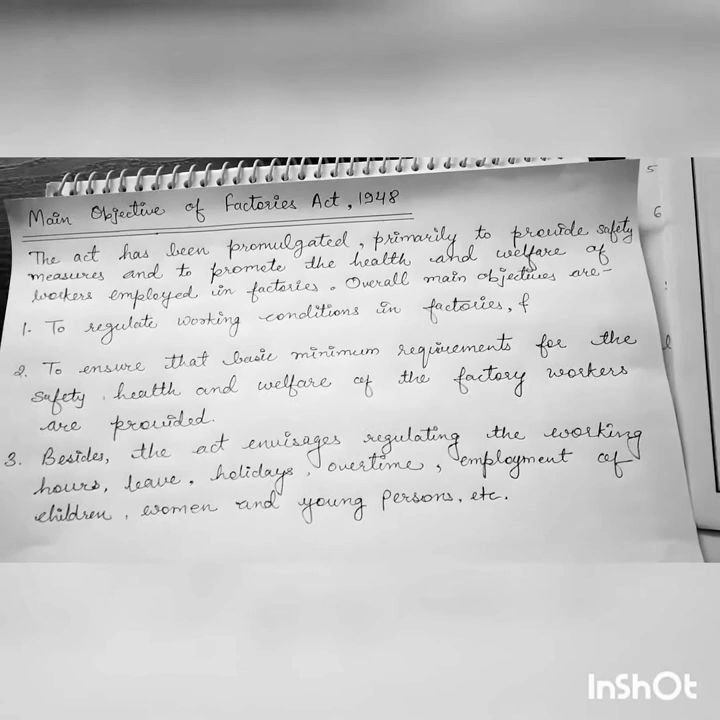 Main Objective of Factories Act, 1948
The act has been promulgated, primarily to provide safety
measures and to promote the health and welfare of
workers employed in factories. Overall main objectives are-
1. To regulate working conditions in factories, &
2. To ensure that basic minimum requirements for the
safety, health and welfare of the factory workers
are provided.
3. Besides, the act envisages regulating the working
hours, leave, holidays, overtime, employment of
children, women and young persons, etc.
5
6
InShOt